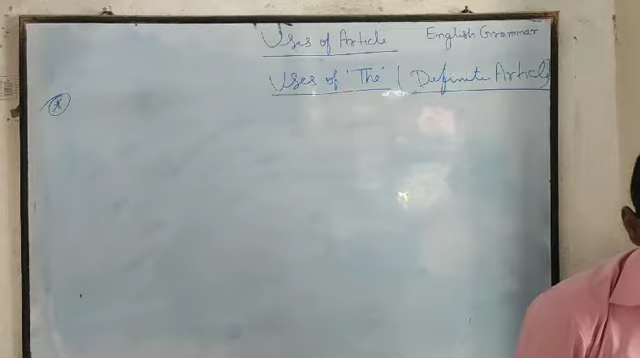 Uses of Article English Grammar
Uses of 'The' (Definite Article)